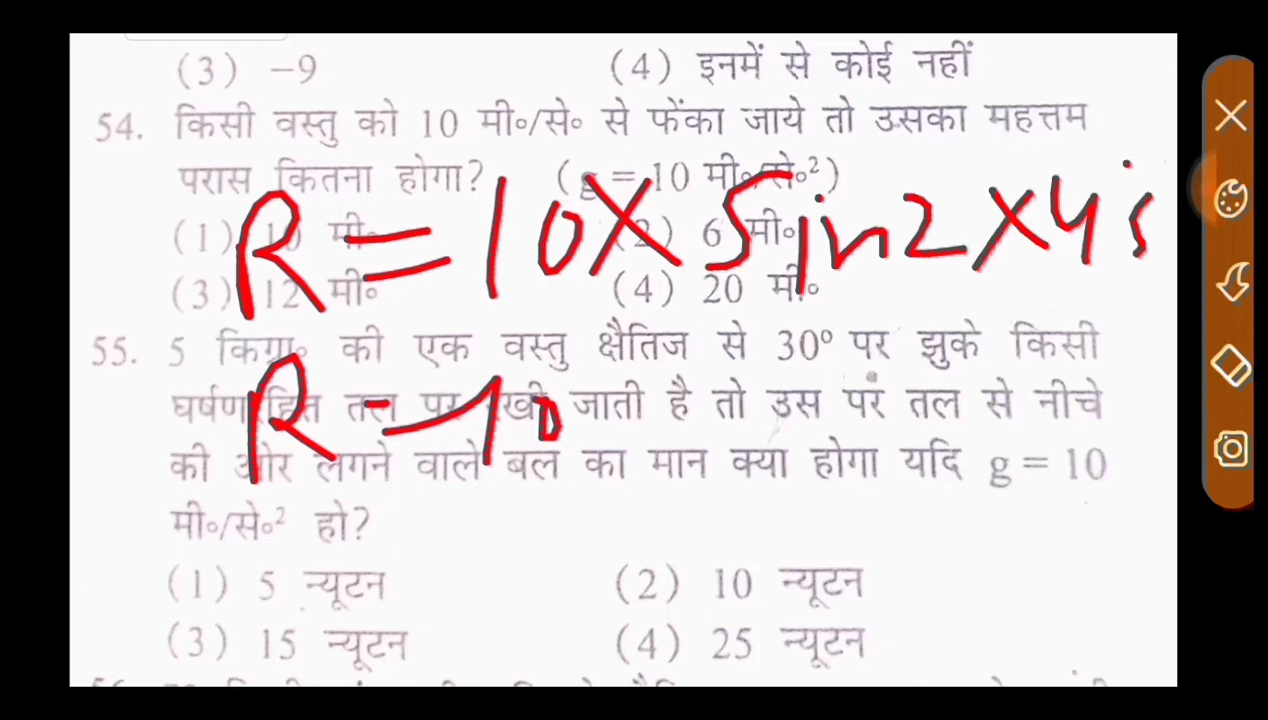 (3) -9 (4) इनमें से कोई नहीं
54. किसी वस्तु को 10 मी०/से० से फेंका जाये तो उसका महत्तम
परास कितना होगा? (g = 10 मी०/से०²)
(1) 10 मी० (2) 6 मी०
R = 10 X Sin2 X 45
(3) 12 मी० (4) 20 मी०
55. 5 किग्रा० की एक वस्तु क्षैतिज से 30° पर झुके किसी
घर्षण रहित तल पर रखी जाती है तो उस पर तल से नीचे
R = 10
की ओर लगने वाले बल का मान क्या होगा यदि g = 10
मी०/से०² हो?
(1) 5 न्यूटन (2) 10 न्यूटन
(3) 15 न्यूटन (4) 25 न्यूटन